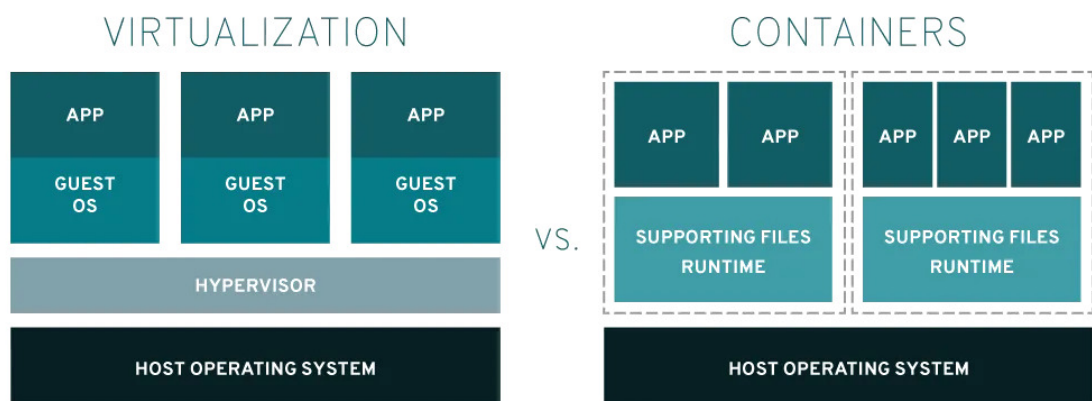 VIRTUALIZATION
APP
APP
APP
GUEST
OS
GUEST
OS
GUEST
OS
HYPERVISOR
HOST OPERATING SYSTEM
VS.
CONTAINERS
APP
APP
APP
APP
APP
SUPPORTING FILES
RUNTIME
SUPPORTING FILES
RUNTIME
HOST OPERATING SYSTEM